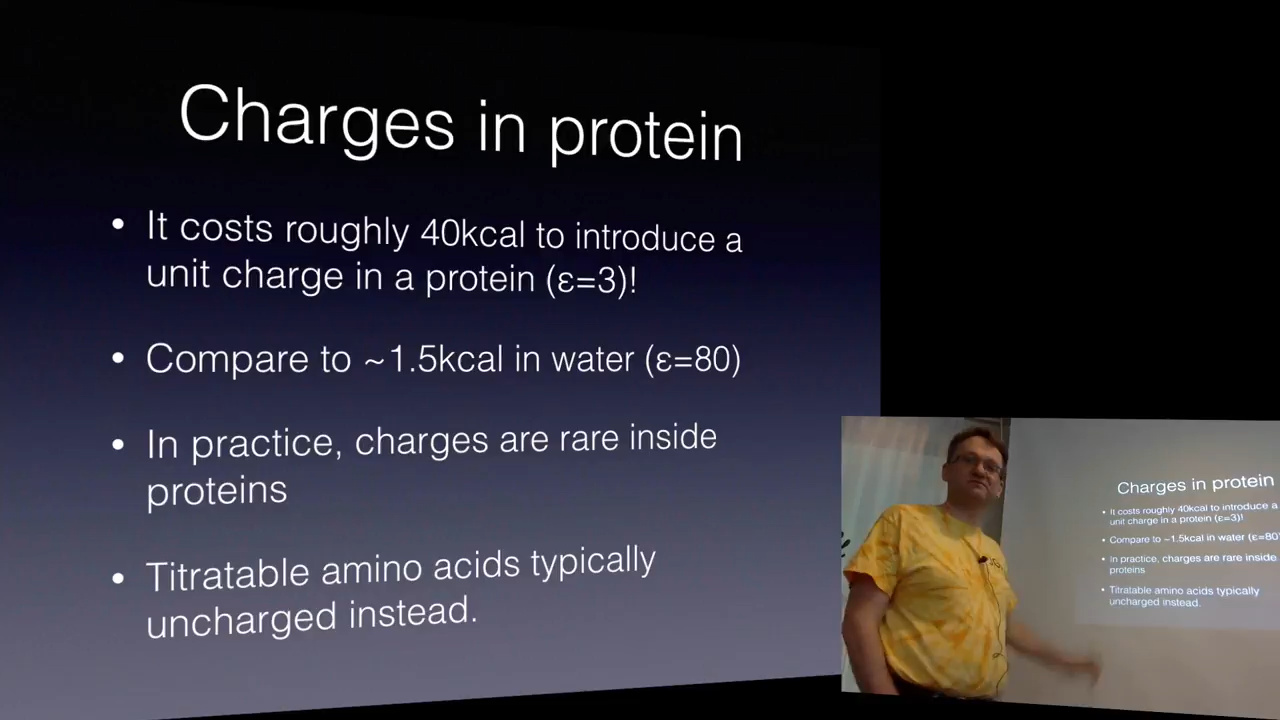 Charges in protein
• It costs roughly 40kcal to introduce a
unit charge in a protein (ε=3)!
• Compare to ~1.5kcal in water (ε=80)
• In practice, charges are rare inside
proteins
• Titratable amino acids typically
uncharged instead.
Charges in protein
• It costs roughly 40kcal to introduce a
unit charge in a protein (ε=3)!
• Compare to ~1.5kcal in water (ε=80)
• In practice, charges are rare inside
proteins
• Titratable amino acids typically
uncharged instead.